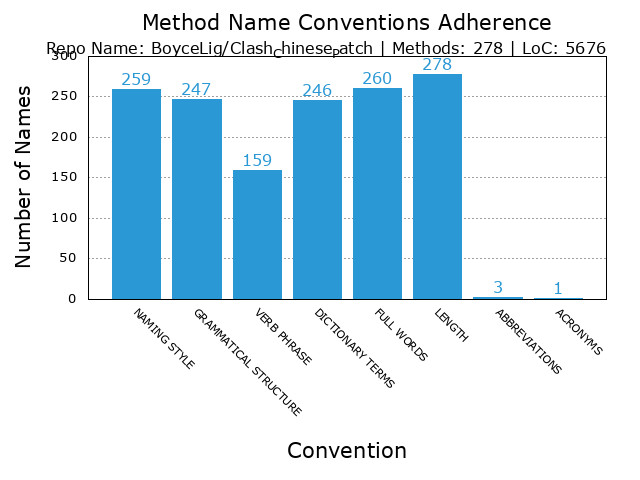 Method Name Conventions Adherence
Repo Name: BoyceLig/Clash_Chinese_Patch | Methods: 278 | LoC: 5676
300
250
200
150
100
50
0
Number of Names
259
247
159
246
260
278
3
1
NAMING STYLE
GRAMMATICAL STRUCTURE
VERB PHRASE
DICTIONARY TERMS
FULL WORDS
LENGTH
ABBREVIATIONS
ACRONYMS
Convention